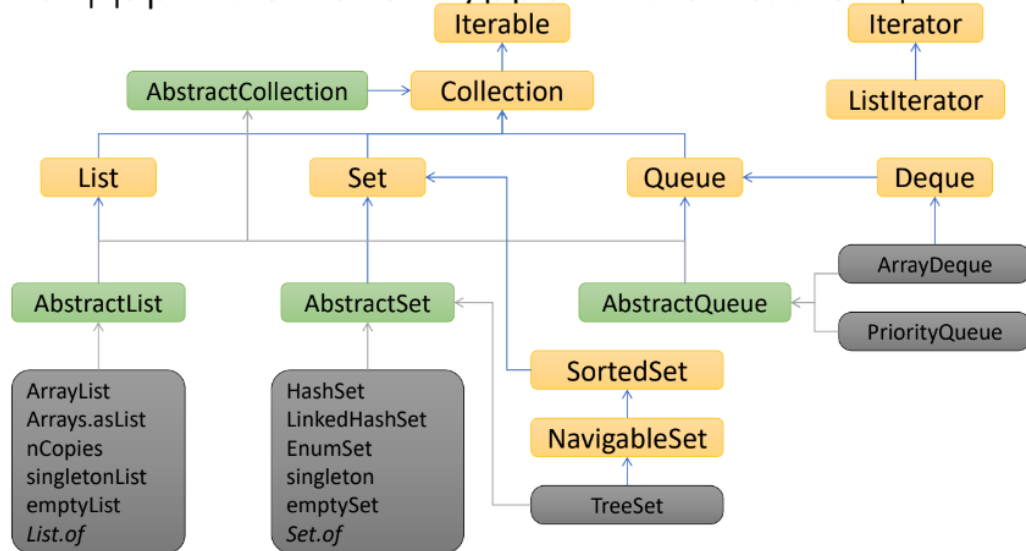 Iterable
Iterator
AbstractCollection
Collection
ListIterator
List
Set
Queue
Deque
ArrayDeque
AbstractList
AbstractSet
AbstractQueue
PriorityQueue
SortedSet
ArrayList
Arrays.asList
nCopies
singletonList
emptyList
List.of
HashSet
LinkedHashSet
EnumSet
singleton
emptySet
Set.of
NavigableSet
TreeSet